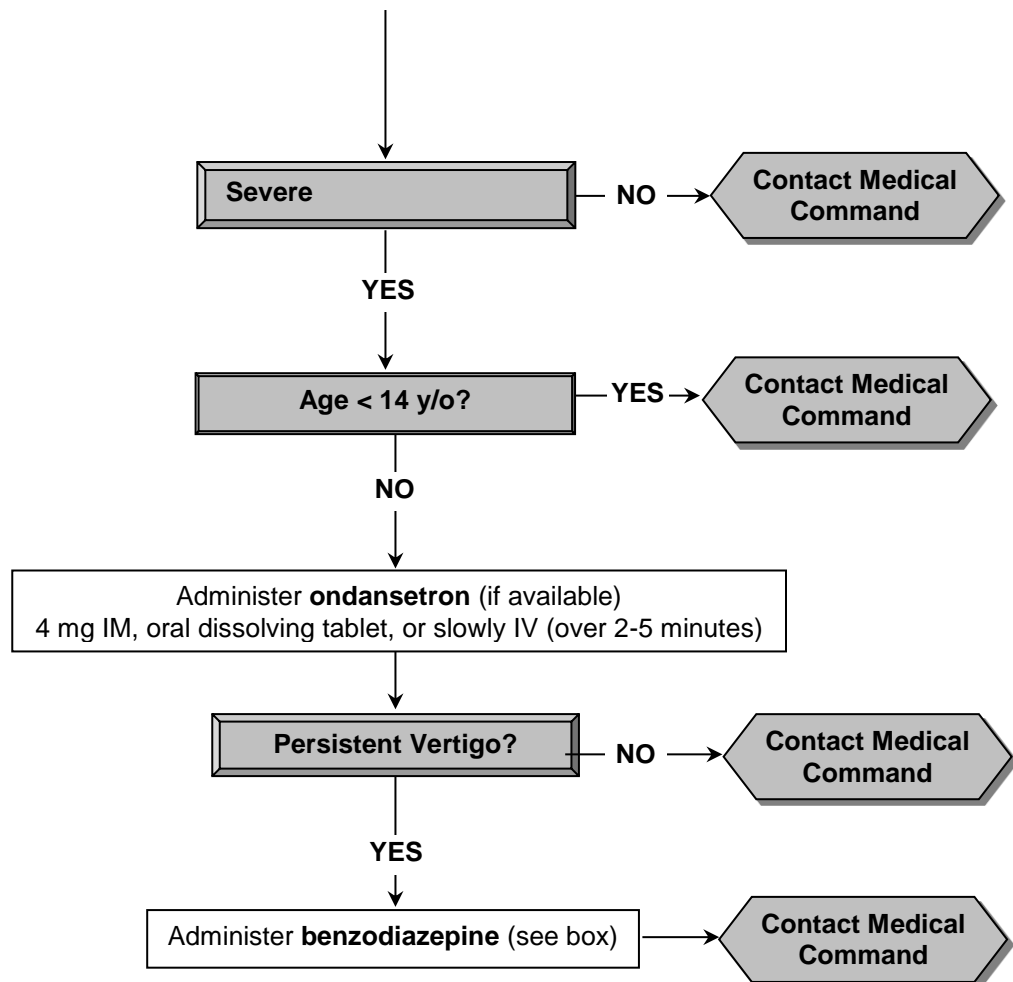 Severe
NO
Contact Medical
Command
YES
Age < 14 y/o?
YES
Contact Medical
Command
NO
Administer ondansetron (if available)
4 mg IM, oral dissolving tablet, or slowly IV (over 2-5 minutes)
Persistent Vertigo?
NO
Contact Medical
Command
YES
Administer benzodiazepine (see box)
Contact Medical
Command